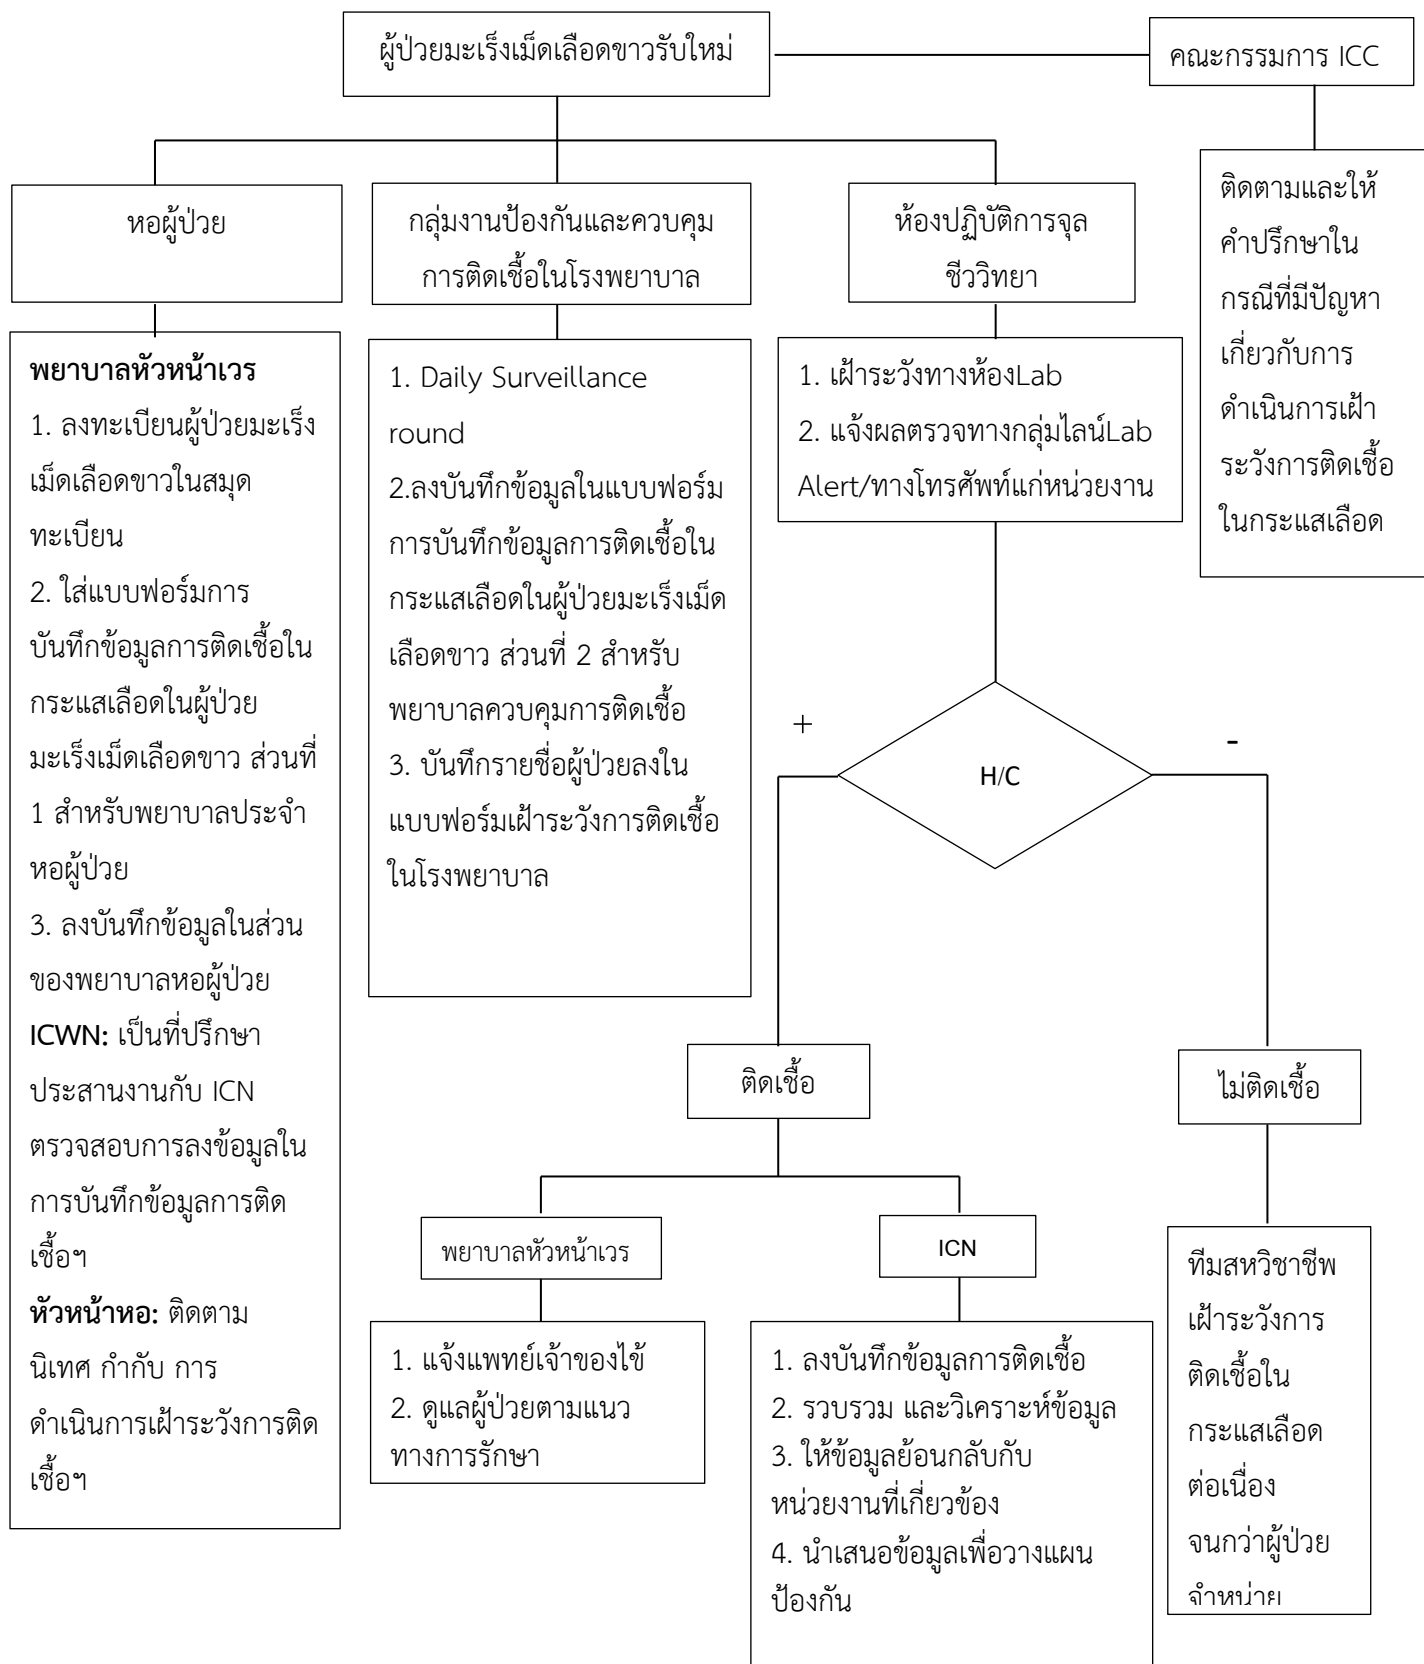 ผู้ป่วยมะเร็งเม็ดเลือดขาวรับใหม่
คณะกรรมการ ICC
หอผู้ป่วย
กลุ่มงานป้องกันและควบคุม
การติดเชื้อในโรงพยาบาล
ห้องปฏิบัติการจุล
ชีววิทยา
ติดตามและให้
คำปรึกษาใน
กรณีที่มีปัญหา
เกี่ยวกับการ
ดำเนินการเฝ้า
ระวังการติดเชื้อ
ในกระแสเลือด
พยาบาลหัวหน้าเวร
1. ลงทะเบียนผู้ป่วยมะเร็ง
เม็ดเลือดขาวในสมุด
ทะเบียน
2. ใส่แบบฟอร์มการ
บันทึกข้อมูลการติดเชื้อใน
กระแสเลือดในผู้ป่วย
มะเร็งเม็ดเลือดขาว ส่วนที่
1 สำหรับพยาบาลประจำ
หอผู้ป่วย
3. ลงบันทึกข้อมูลในส่วน
ของพยาบาลหอผู้ป่วย
ICWN: เป็นที่ปรึกษา
ประสานงานกับ ICN
ตรวจสอบการลงข้อมูลใน
การบันทึกข้อมูลการติด
เชื้อฯ
หัวหน้าหอ: ติดตาม
นิเทศ กำกับ การ
ดำเนินการเฝ้าระวังการติด
เชื้อฯ
1. Daily Surveillance
round
2.ลงบันทึกข้อมูลในแบบฟอร์ม
การบันทึกข้อมูลการติดเชื้อใน
กระแสเลือดในผู้ป่วยมะเร็งเม็ด
เลือดขาว ส่วนที่ 2 สำหรับ
พยาบาลควบคุมการติดเชื้อ
3. บันทึกรายชื่อผู้ป่วยลงใน
แบบฟอร์มเฝ้าระวังการติดเชื้อ
ในโรงพยาบาล
1. เฝ้าระวังทางห้องLab
2. แจ้งผลตรวจทางกลุ่มไลน์Lab
Alert/ทางโทรศัพท์แก่หน่วยงาน
+
-
H/C
ติดเชื้อ
ไม่ติดเชื้อ
พยาบาลหัวหน้าเวร
ICN
1. แจ้งแพทย์เจ้าของไข้
2. ดูแลผู้ป่วยตามแนว
ทางการรักษา
1. ลงบันทึกข้อมูลการติดเชื้อ
2. รวบรวม และวิเคราะห์ข้อมูล
3. ให้ข้อมูลย้อนกลับกับ
หน่วยงานที่เกี่ยวข้อง
4. นำเสนอข้อมูลเพื่อวางแผน
ป้องกัน
ทีมสหวิชาชีพ
เฝ้าระวังการ
ติดเชื้อใน
กระแสเลือด
ต่อเนื่อง
จนกว่าผู้ป่วย
จำหน่าย